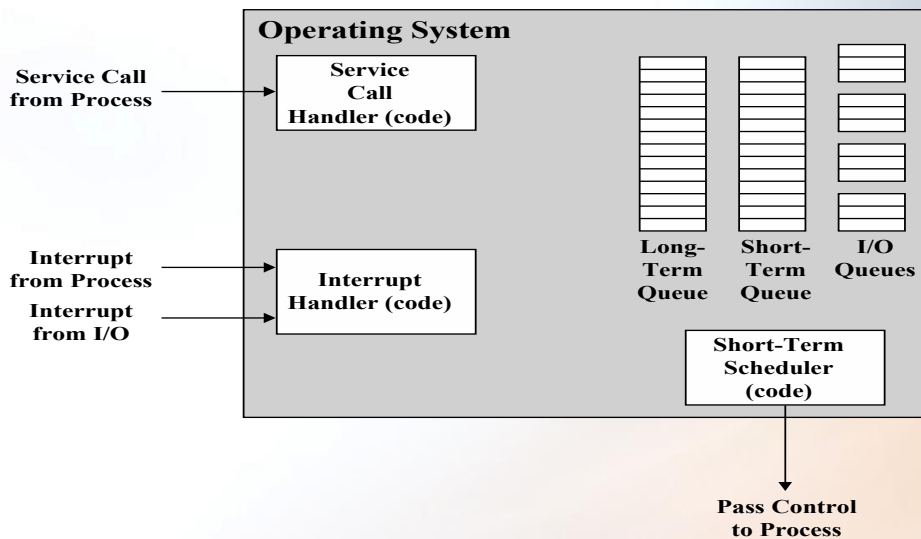 Operating System
Service Call
from Process
Service
Call
Handler (code)
Interrupt
from Process
Interrupt
from I/O
Interrupt
Handler (code)
Long-
Term
Queue
Short-
Term
Queue
I/O
Queues
Short-Term
Scheduler
(code)
Pass Control
to Process